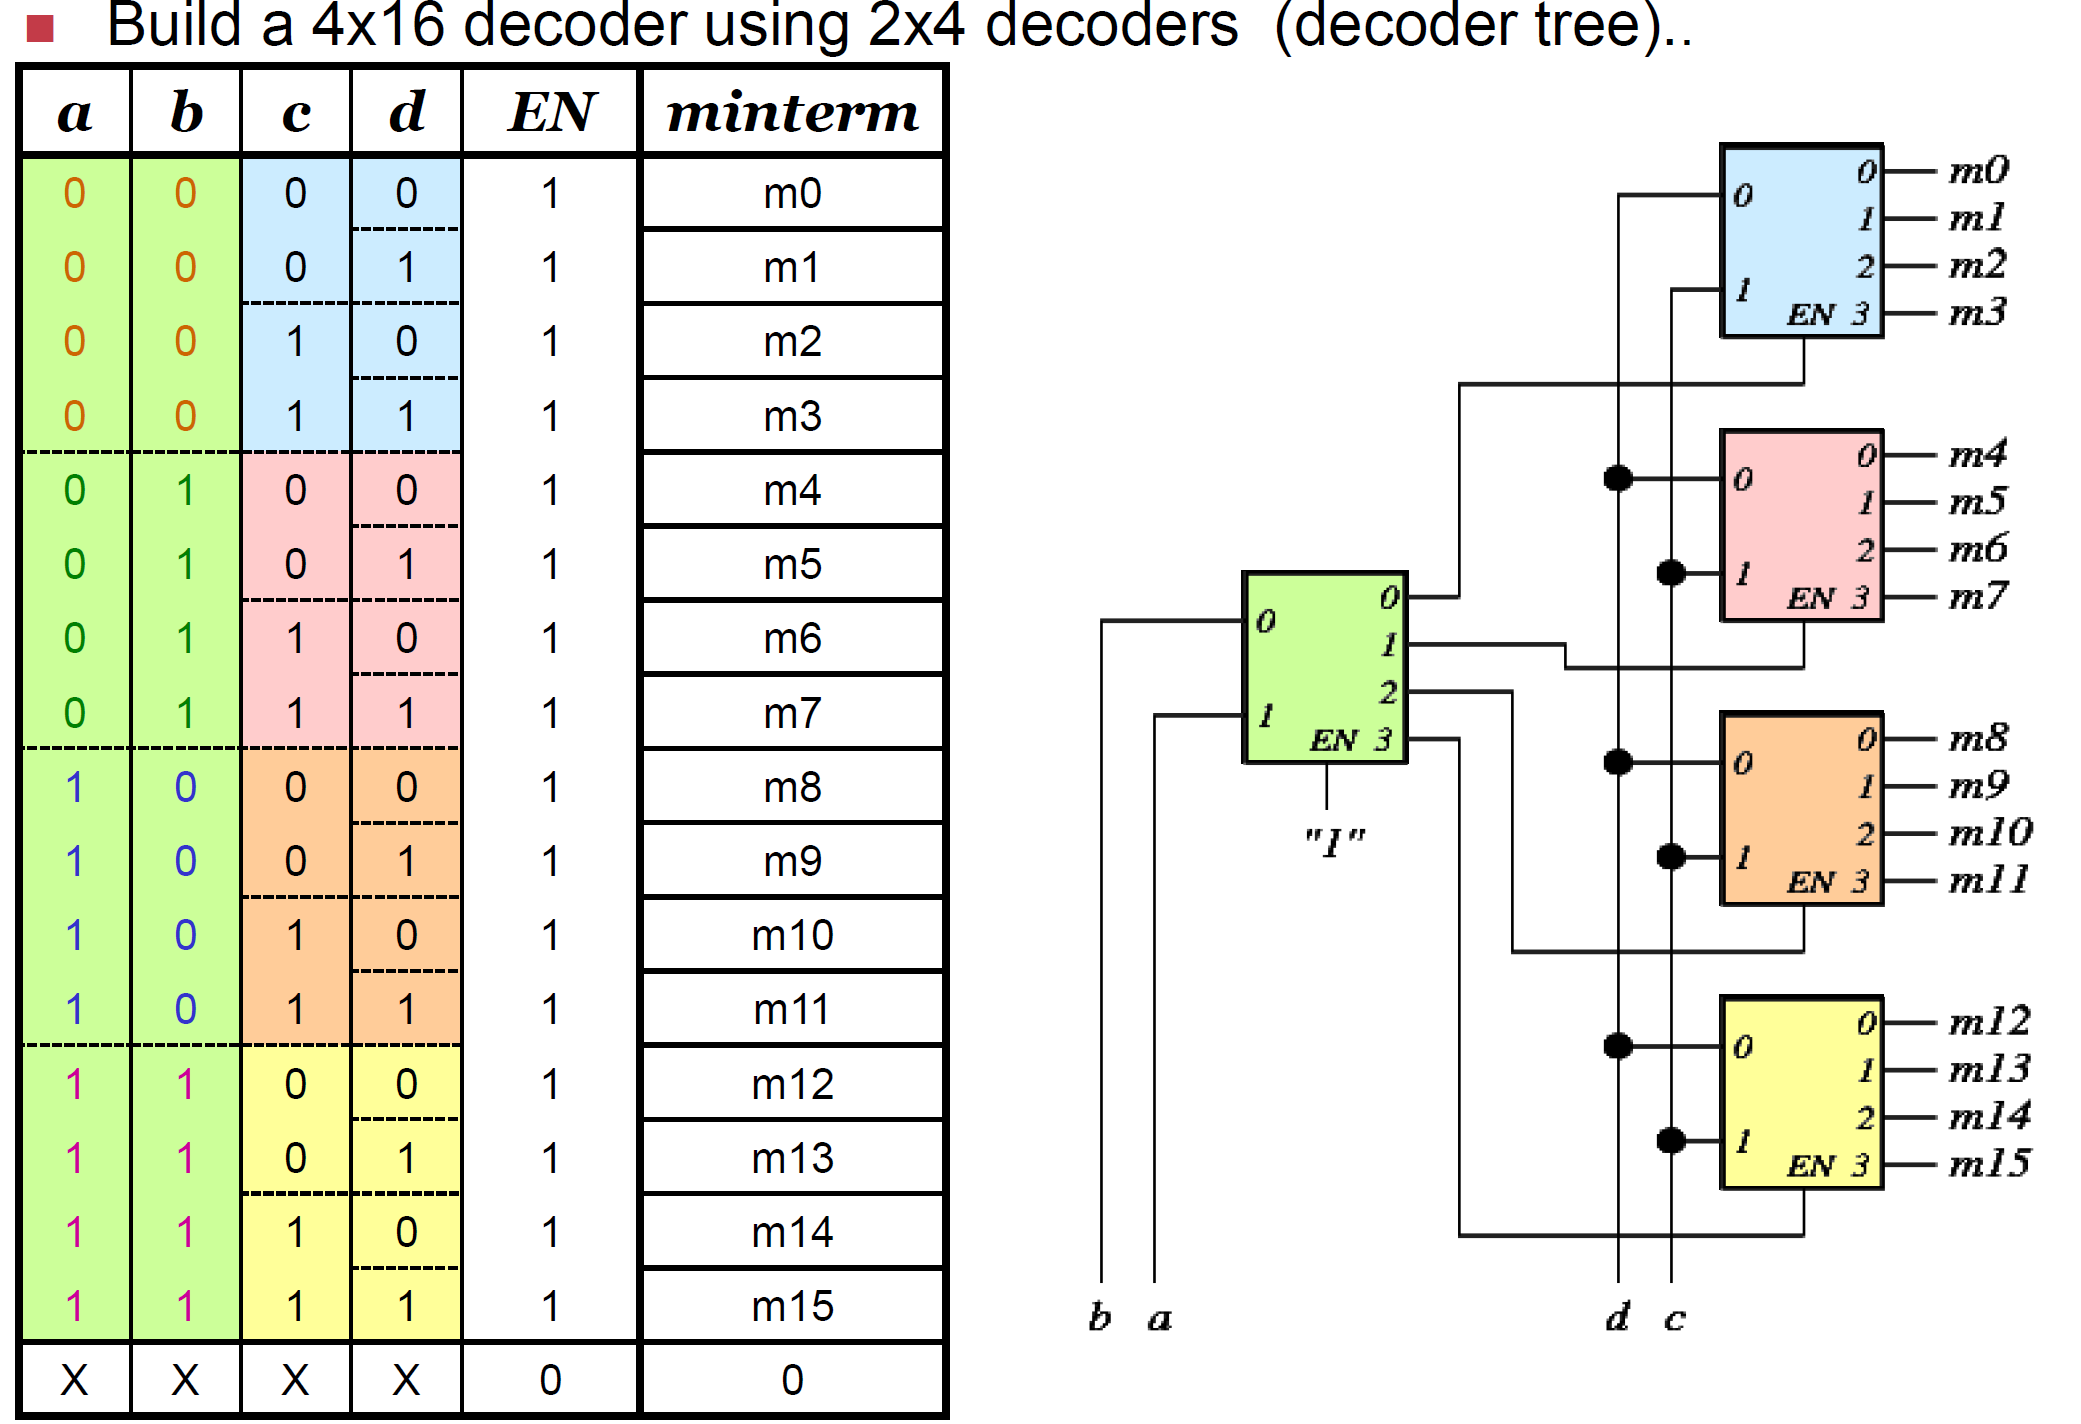 ■ Build a 4x16 decoder using 2x4 decoders (decoder tree)..
a b c d EN minterm
0 0 0 0 1 m0
0 0 0 1 1 m1
0 0 1 0 1 m2
0 0 1 1 1 m3
0 1 0 0 1 m4
0 1 0 1 1 m5
0 1 1 0 1 m6
0 1 1 1 1 m7
1 0 0 0 1 m8
1 0 0 1 1 m9
1 0 1 0 1 m10
1 0 1 1 1 m11
1 1 0 0 1 m12
1 1 0 1 1 m13
1 1 1 0 1 m14
1 1 1 1 1 m15
X X X X 0 0
0
0
1
1
2
EN 3
"1"
b a
0 m0
0
1 m1
2 m2
1
EN 3 m3
0 m4
0
1 m5
2 m6
1
EN 3 m7
0 m8
0
1 m9
2 m10
1
EN 3 m11
0 m12
0
1 m13
2 m14
1
EN 3 m15
d c